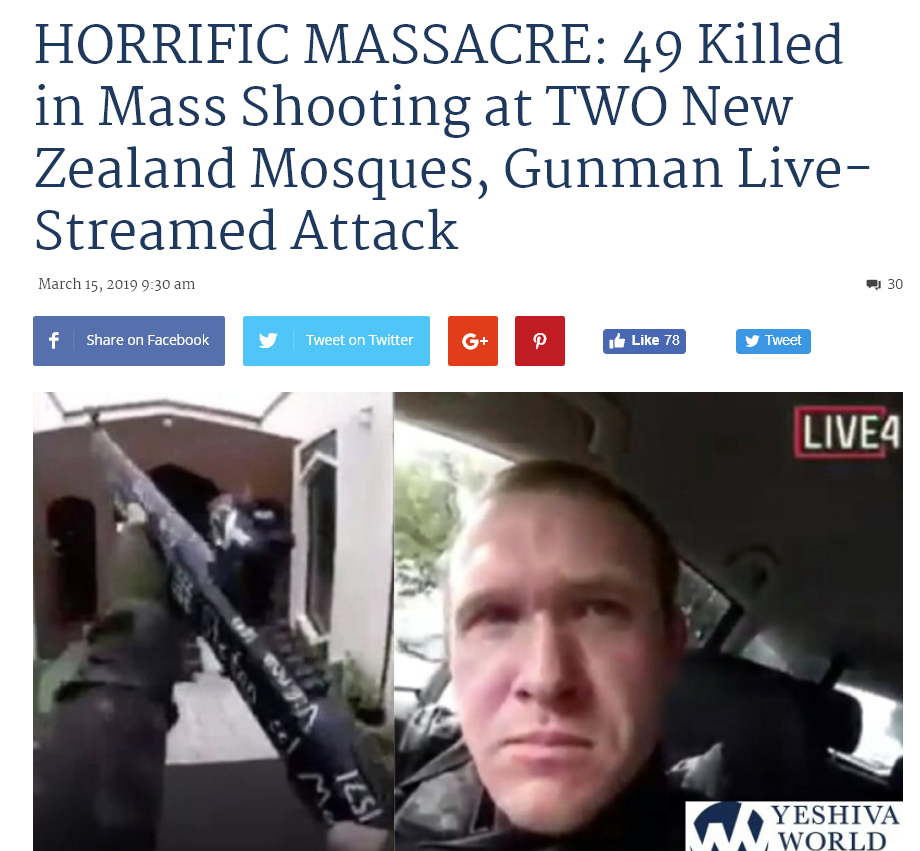 HORRIFIC MASSACRE: 49 Killed
in Mass Shooting at TWO New
Zealand Mosques, Gunman Live-
Streamed Attack
March 15, 2019 9:30 am
30
Share on Facebook
Tweet on Twitter
G+
Like 78
Tweet
LIVE4
YESHIVA
WORLD